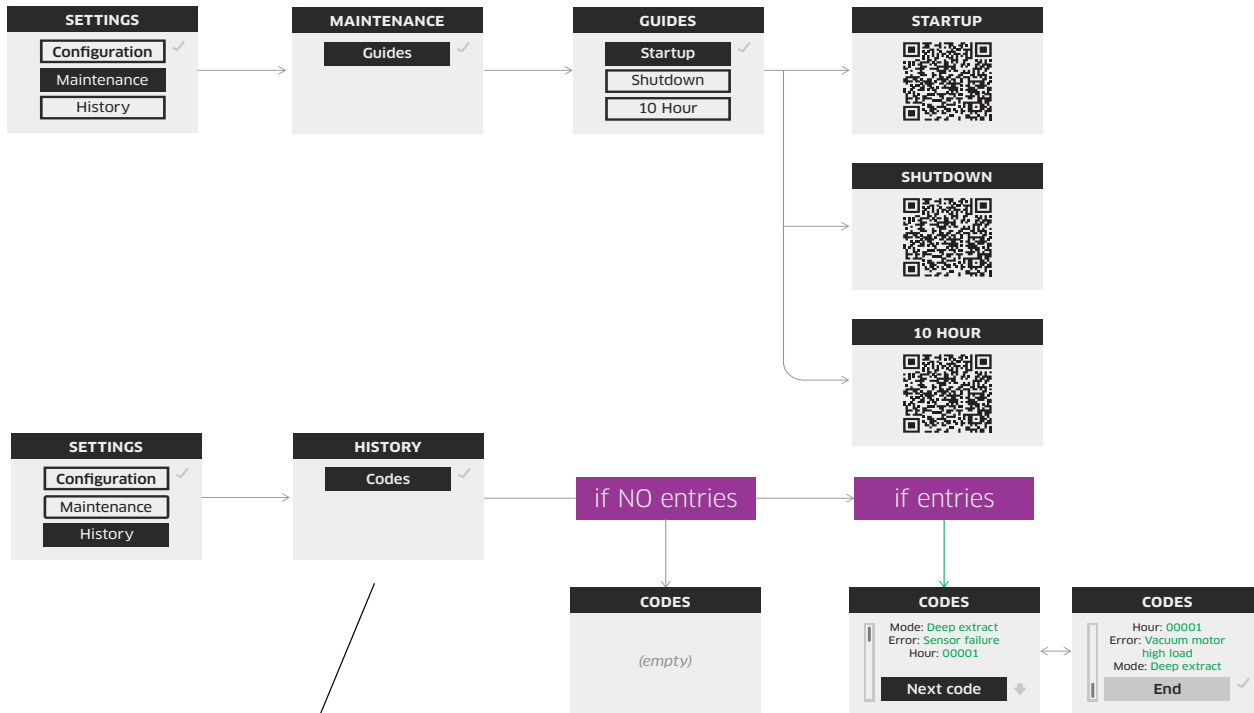 SETTINGS
Configuration
Maintenance
History
MAINTENANCE
Guides
GUIDES
Startup
Shutdown
10 Hour
STARTUP
SHUTDOWN
10 HOUR
SETTINGS
Configuration
Maintenance
History
HISTORY
Codes
if NO entries
if entries
CODES
(empty)
CODES
Mode: Deep extract
Error: Sensor failure
Hour: 00001
Next code
CODES
Hour: 00001
Error: Vacuum motor
high load
Mode: Deep extract
End